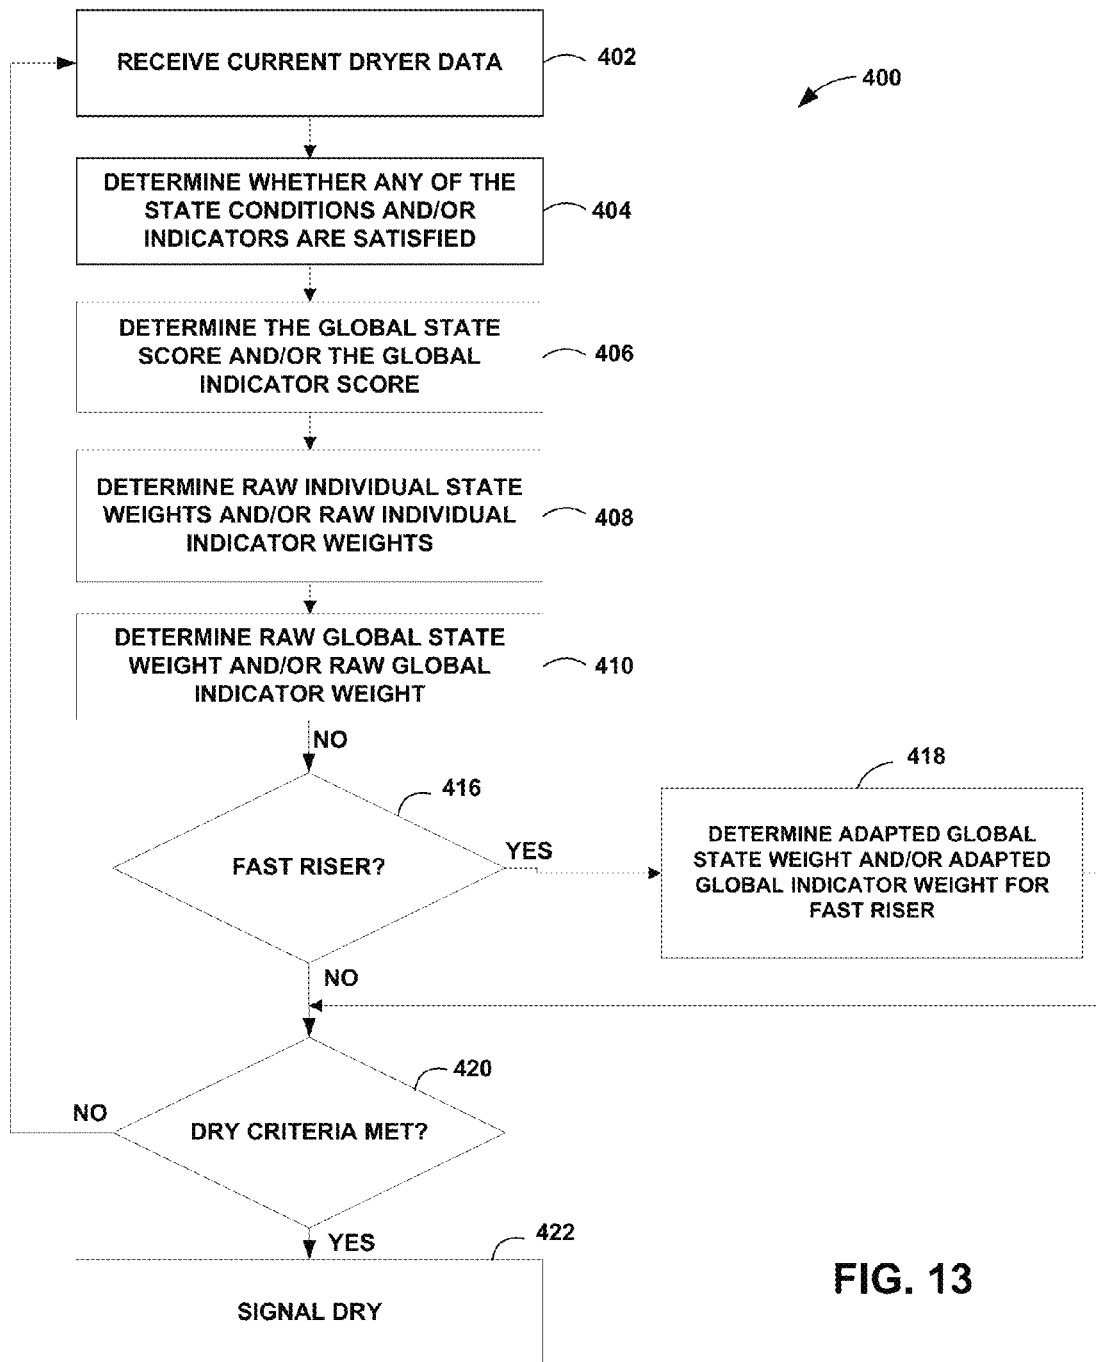 RECEIVE CURRENT DRYER DATA
402
400
DETERMINE WHETHER ANY OF THE
STATE CONDITIONS AND/OR
INDICATORS ARE SATISFIED
404
DETERMINE THE GLOBAL STATE
SCORE AND/OR THE GLOBAL
INDICATOR SCORE
406
DETERMINE RAW INDIVIDUAL STATE
WEIGHTS AND/OR RAW INDIVIDUAL
INDICATOR WEIGHTS
408
DETERMINE RAW GLOBAL STATE
WEIGHT AND/OR RAW GLOBAL
INDICATOR WEIGHT
410
NO
416
FAST RISER?
YES
418
DETERMINE ADAPTED GLOBAL
STATE WEIGHT AND/OR ADAPTED
GLOBAL INDICATOR WEIGHT FOR
FAST RISER
NO
420
DRY CRITERIA MET?
NO
YES
422
SIGNAL DRY
FIG. 13